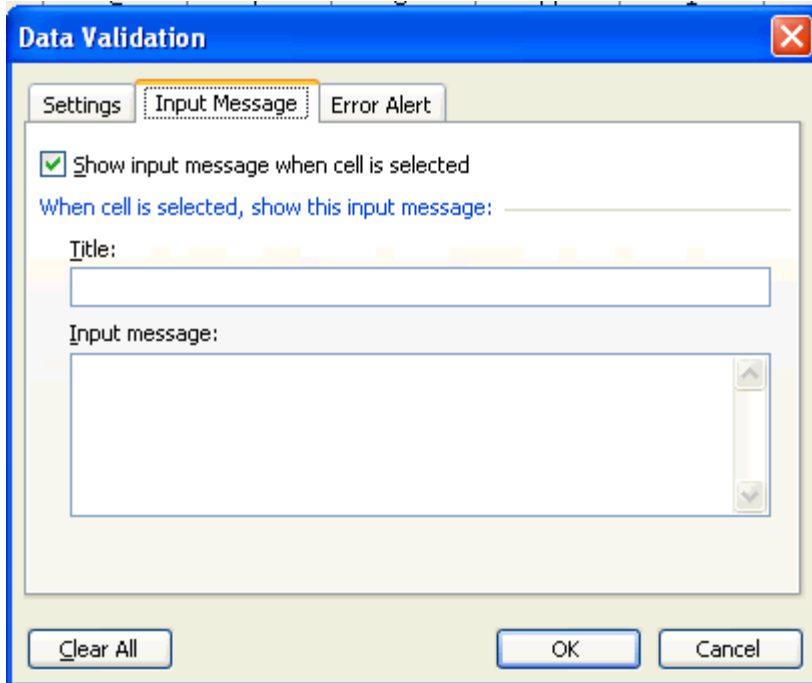 Data Validation
Settings Input Message Error Alert
Show input message when cell is selected
When cell is selected, show this input message:
Title:
Input message:
Clear All OK Cancel